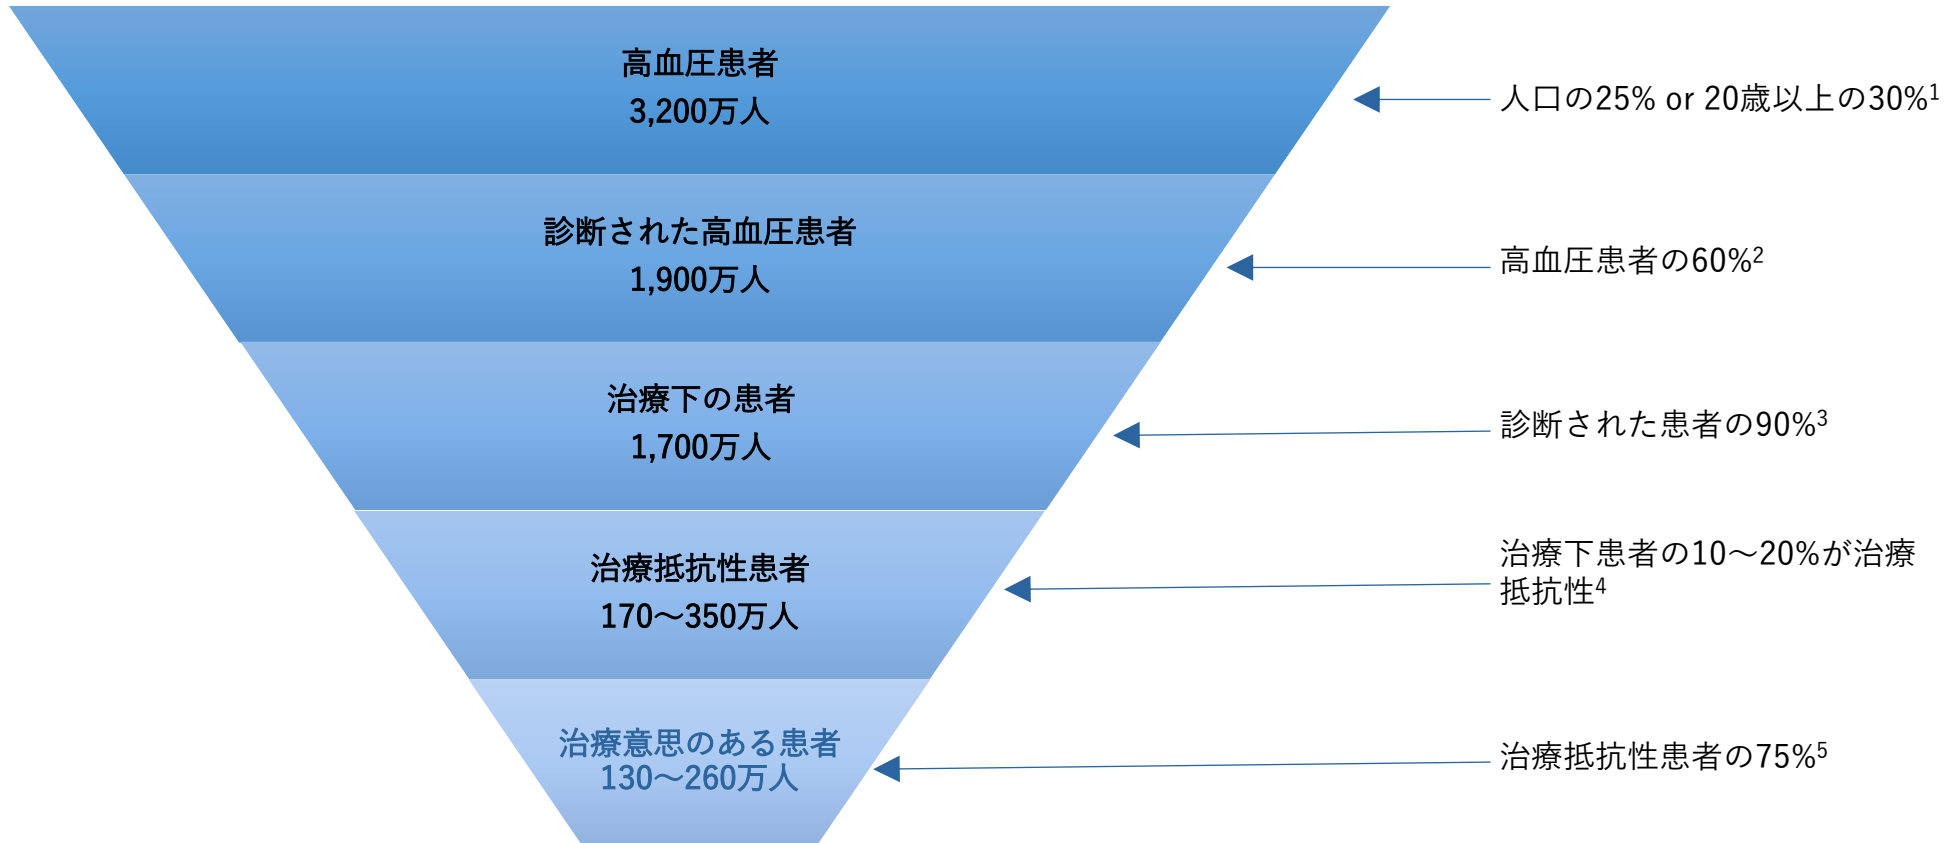 高血圧患者
3,200万人
人口の25% or 20歳以上の30%1
診断された高血圧患者
1,900万人
高血圧患者の60%2
治療下の患者
1,700万人
診断された患者の90%3
治療抵抗性患者
170～350万人
治療下患者の10～20%が治療
抵抗性4
治療意思のある患者
130～260万人
治療抵抗性患者の75%5